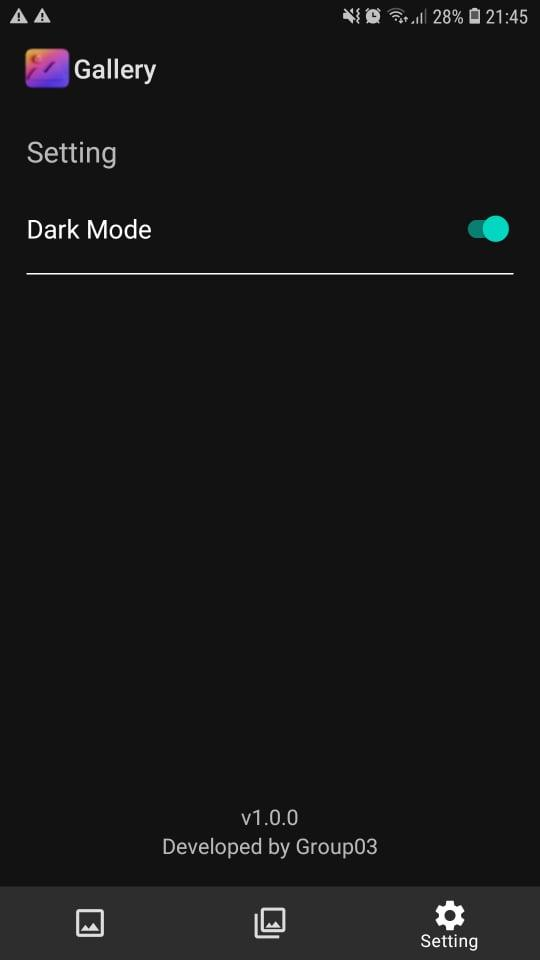 28% 21:45
Gallery
Setting
Dark Mode
v1.0.0
Developed by Group03
Setting